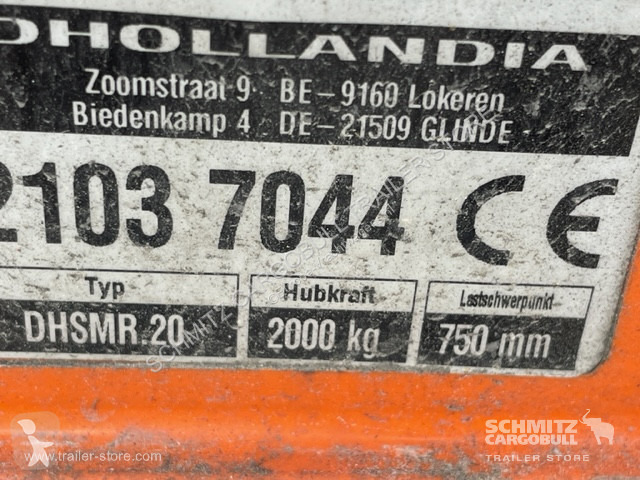 DHOLLANDIA
Zoomstraat 9 BE-9160 Lokeren
Biedenkamp 4 DE-21509 GLINDE
2103 7044 CE
Typ Hubkraft Lastschwerpunkt
DHSMR.20 2000 kg 750 mm
SCHMITZ
CARGOBULL
TRAILER STORE
www.trailer-store.com